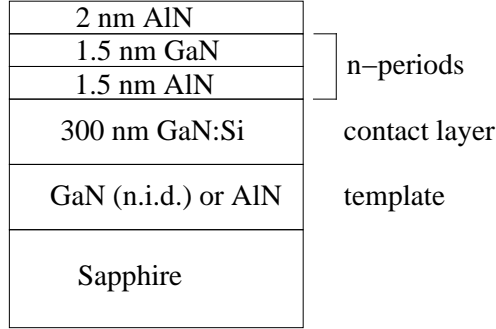 2 nm AlN
1.5 nm GaN
1.5 nm AlN
n−periods
300 nm GaN:Si
contact layer
GaN (n.i.d.) or AlN
template
Sapphire